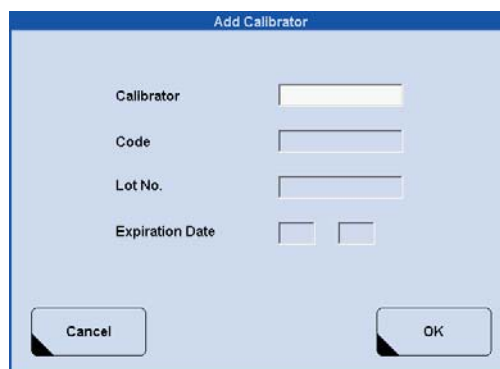 Add Calibrator
Calibrator
Code
Lot No.
Expiration Date
Cancel
OK